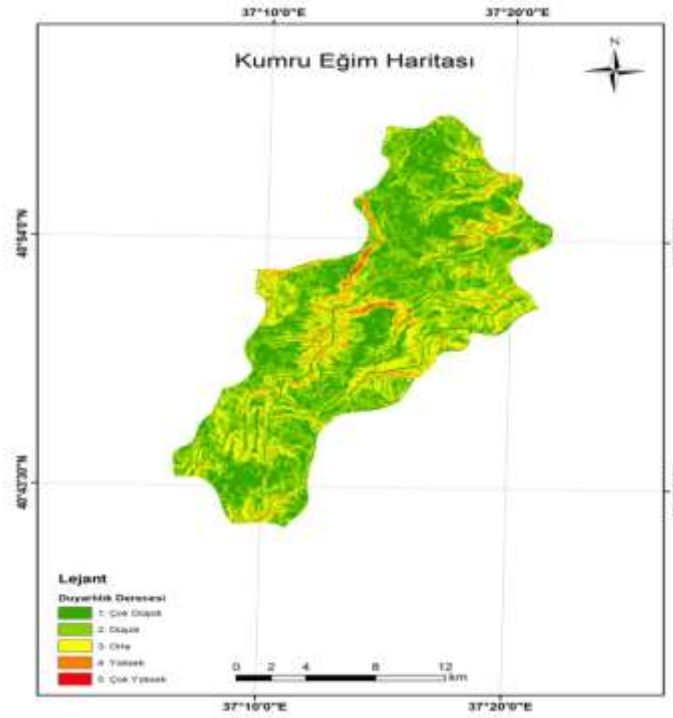 37°10'0"E 37°20'0"E
Kumru Eğim Haritası
N
40°54'0"N
40°43'30"N
Lejant
Duyarlılık Derecesi
1: Çok Düşük
2: Düşük
3: Orta
4: Yüksek
5: Çok Yüksek
0 2 4 8 12
km
37°10'0"E 37°20'0"E